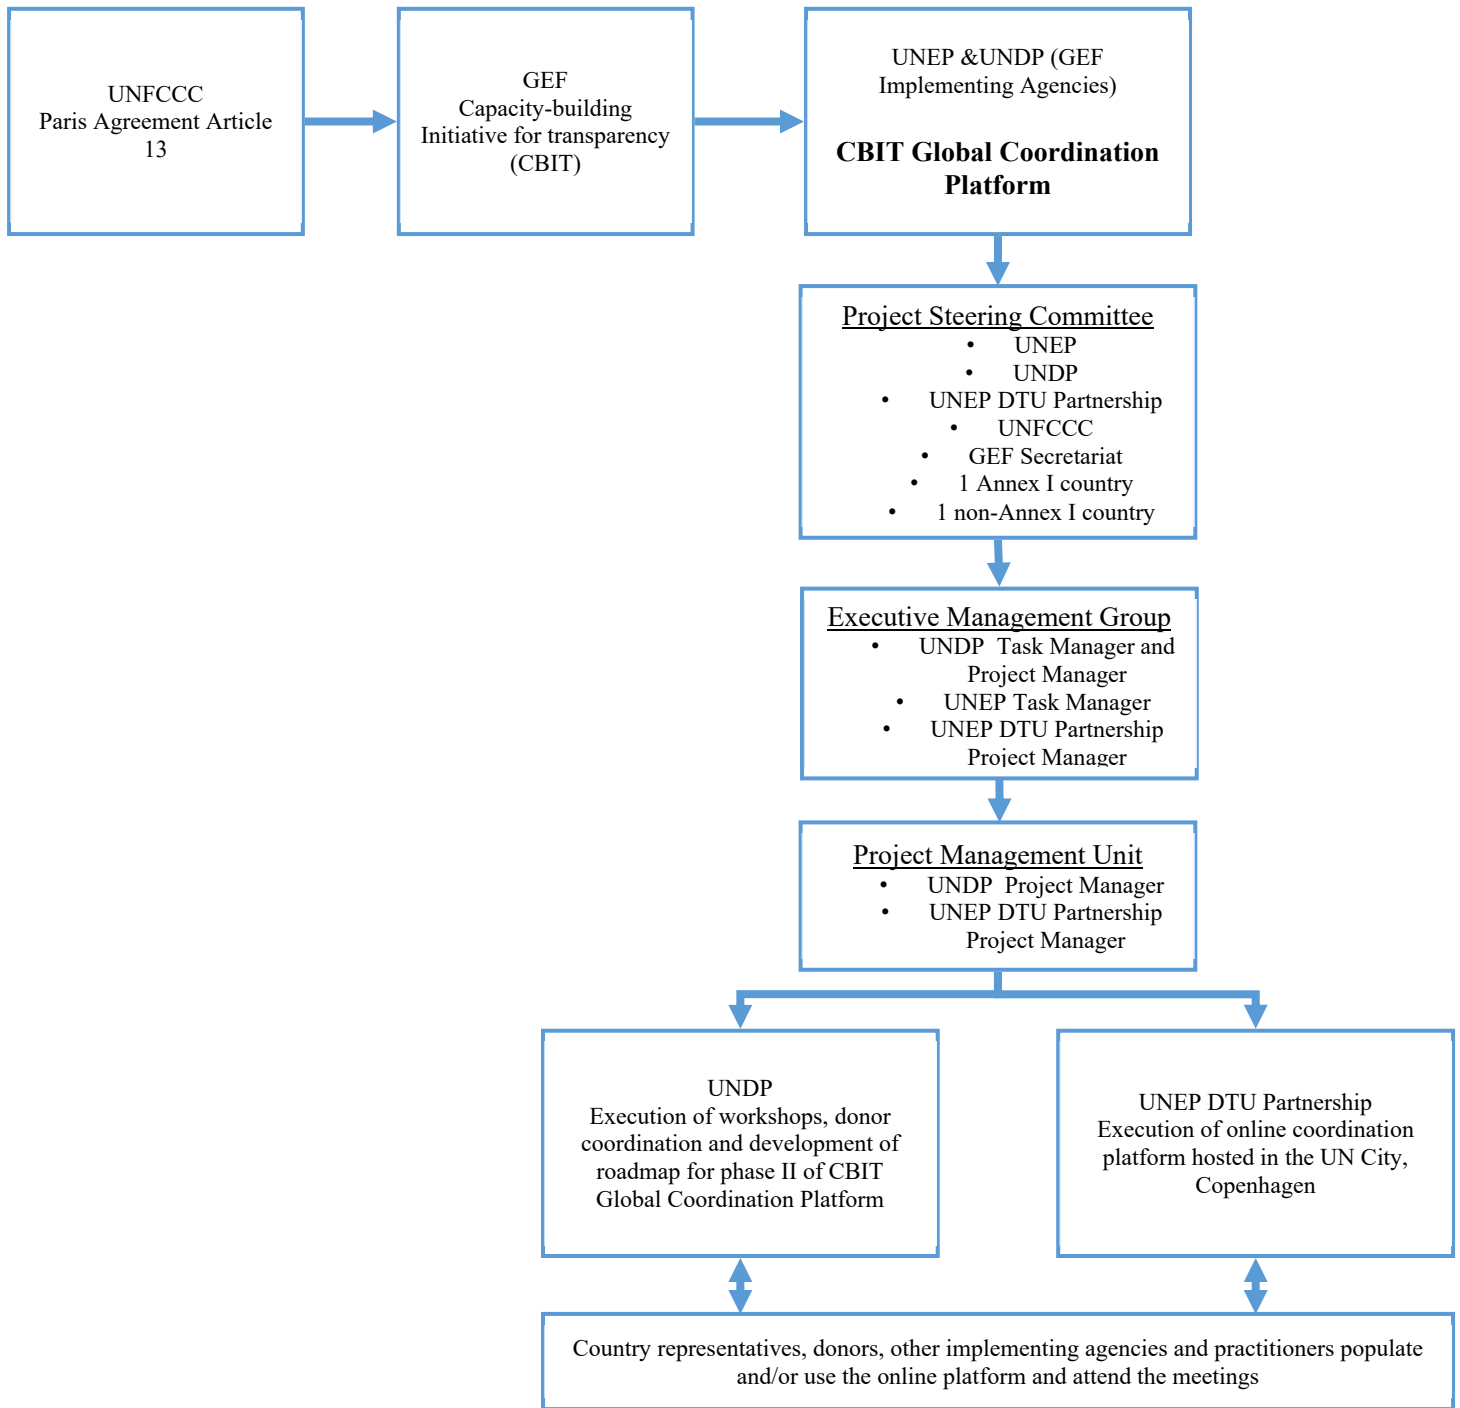 UNFCCC
Paris Agreement Article
13
GEF
Capacity-building
Initiative for transparency
(CBIT)
UNEP &UNDP (GEF
Implementing Agencies)
CBIT Global Coordination
Platform
Project Steering Committee
• UNEP
• UNDP
• UNEP DTU Partnership
• UNFCCC
• GEF Secretariat
• 1 Annex I country
• 1 non-Annex I country
Executive Management Group
• UNDP  Task Manager and
Project Manager
• UNEP Task Manager
• UNEP DTU Partnership
Project Manager
Project Management Unit
• UNDP  Project Manager
• UNEP DTU Partnership
Project Manager
UNDP
Execution of workshops, donor
coordination and development of
roadmap for phase II of CBIT
Global Coordination Platform
UNEP DTU Partnership
Execution of online coordination
platform hosted in the UN City,
Copenhagen
Country representatives, donors, other implementing agencies and practitioners populate
and/or use the online platform and attend the meetings